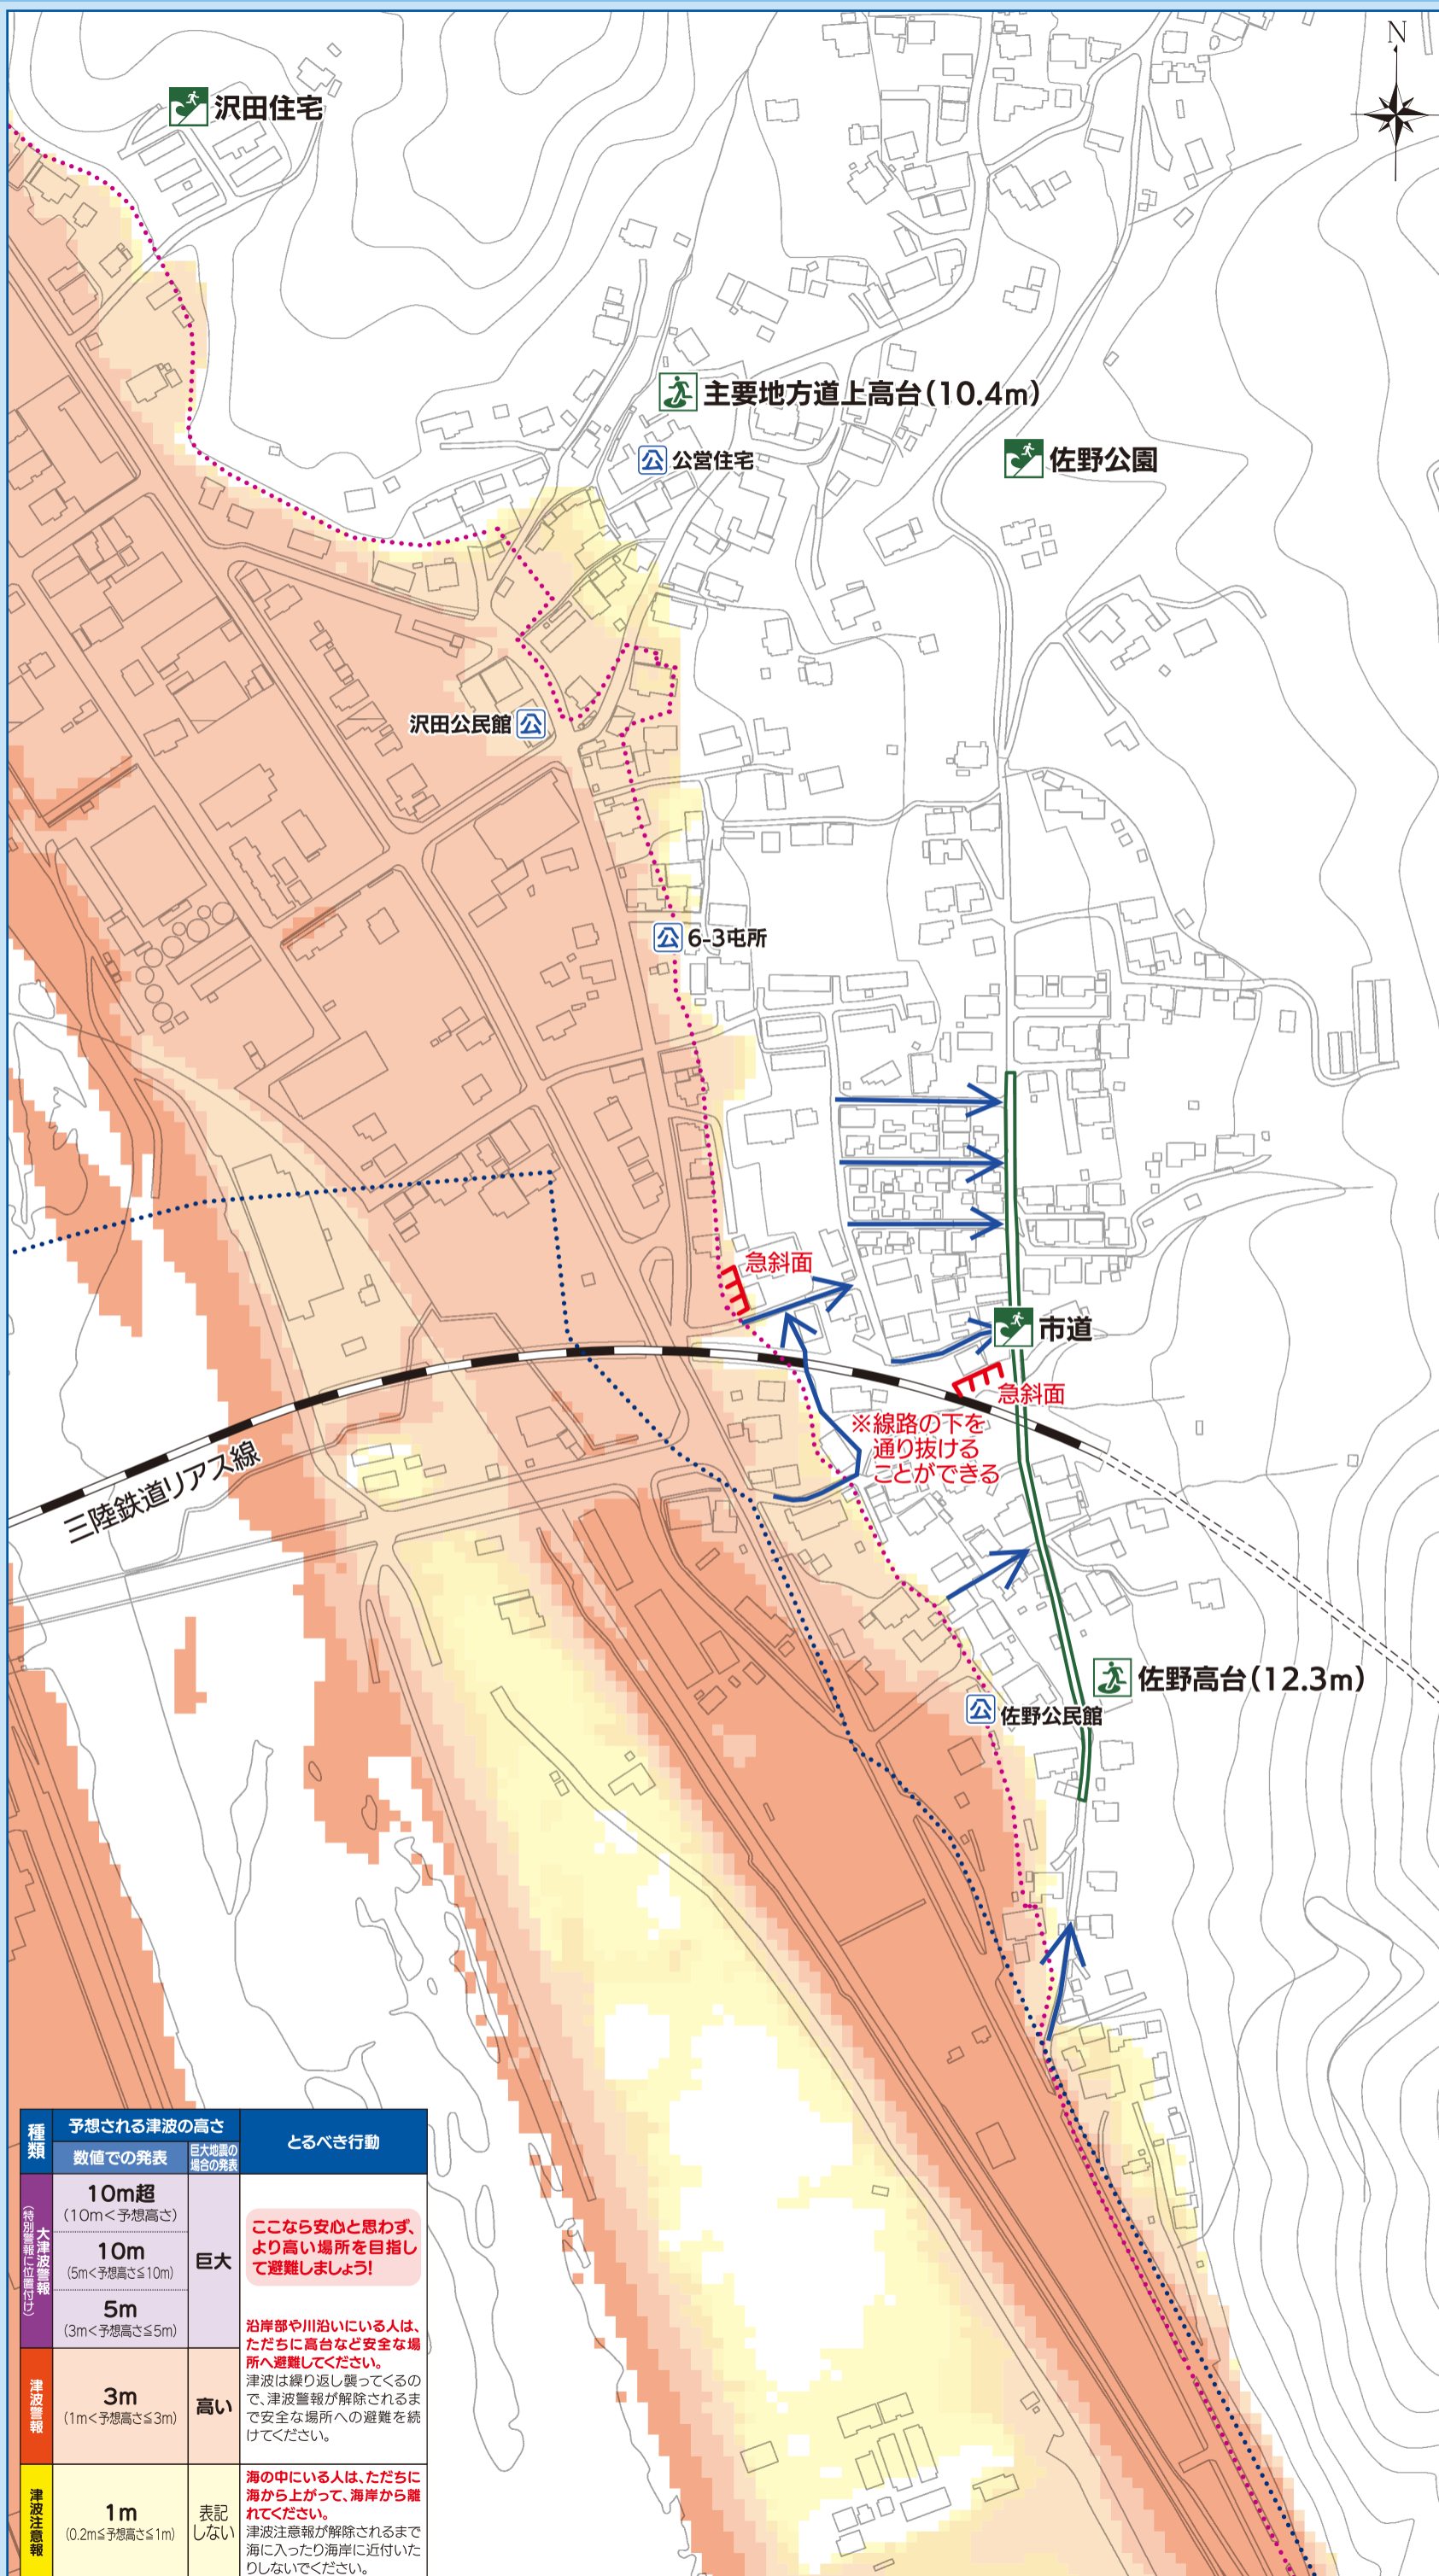 N
沢田住宅
主要地方道上高台(10.4m)
公 公営住宅
佐野公園
沢田公民館 公
公 6-3屯所
急斜面
市道
急斜面
※線路の下を
通り抜ける
ことができる
三陸鉄道リアス線
佐野高台(12.3m)
公 佐野公民館
種類
予想される津波の高さ
数値での発表
巨大地震の
場合の発表
とるべき行動
大津波警報
(特別警報に位置付け)
10m超
(10m<予想高さ)
10m
(5m<予想高さ≦10m)
5m
(3m<予想高さ≦5m)
巨大
ここなら安心と思わず、
より高い場所を目指し
て避難しましょう!
沿岸部や川沿いにいる人は、
ただちに高台など安全な場
所へ避難してください。
津波は繰り返し襲ってくるの
で、津波警報が解除されるま
で安全な場所への避難を続
けてください。
津波警報
3m
(1m<予想高さ≦3m)
高い
津波注意報
1m
(0.2m≦予想高さ≦1m)
表記
しない
海の中にいる人は、ただちに
海から上がって、海岸から離
れてください。
津波注意報が解除されるまで
海に入ったり海岸に近付いた
りしないでください。